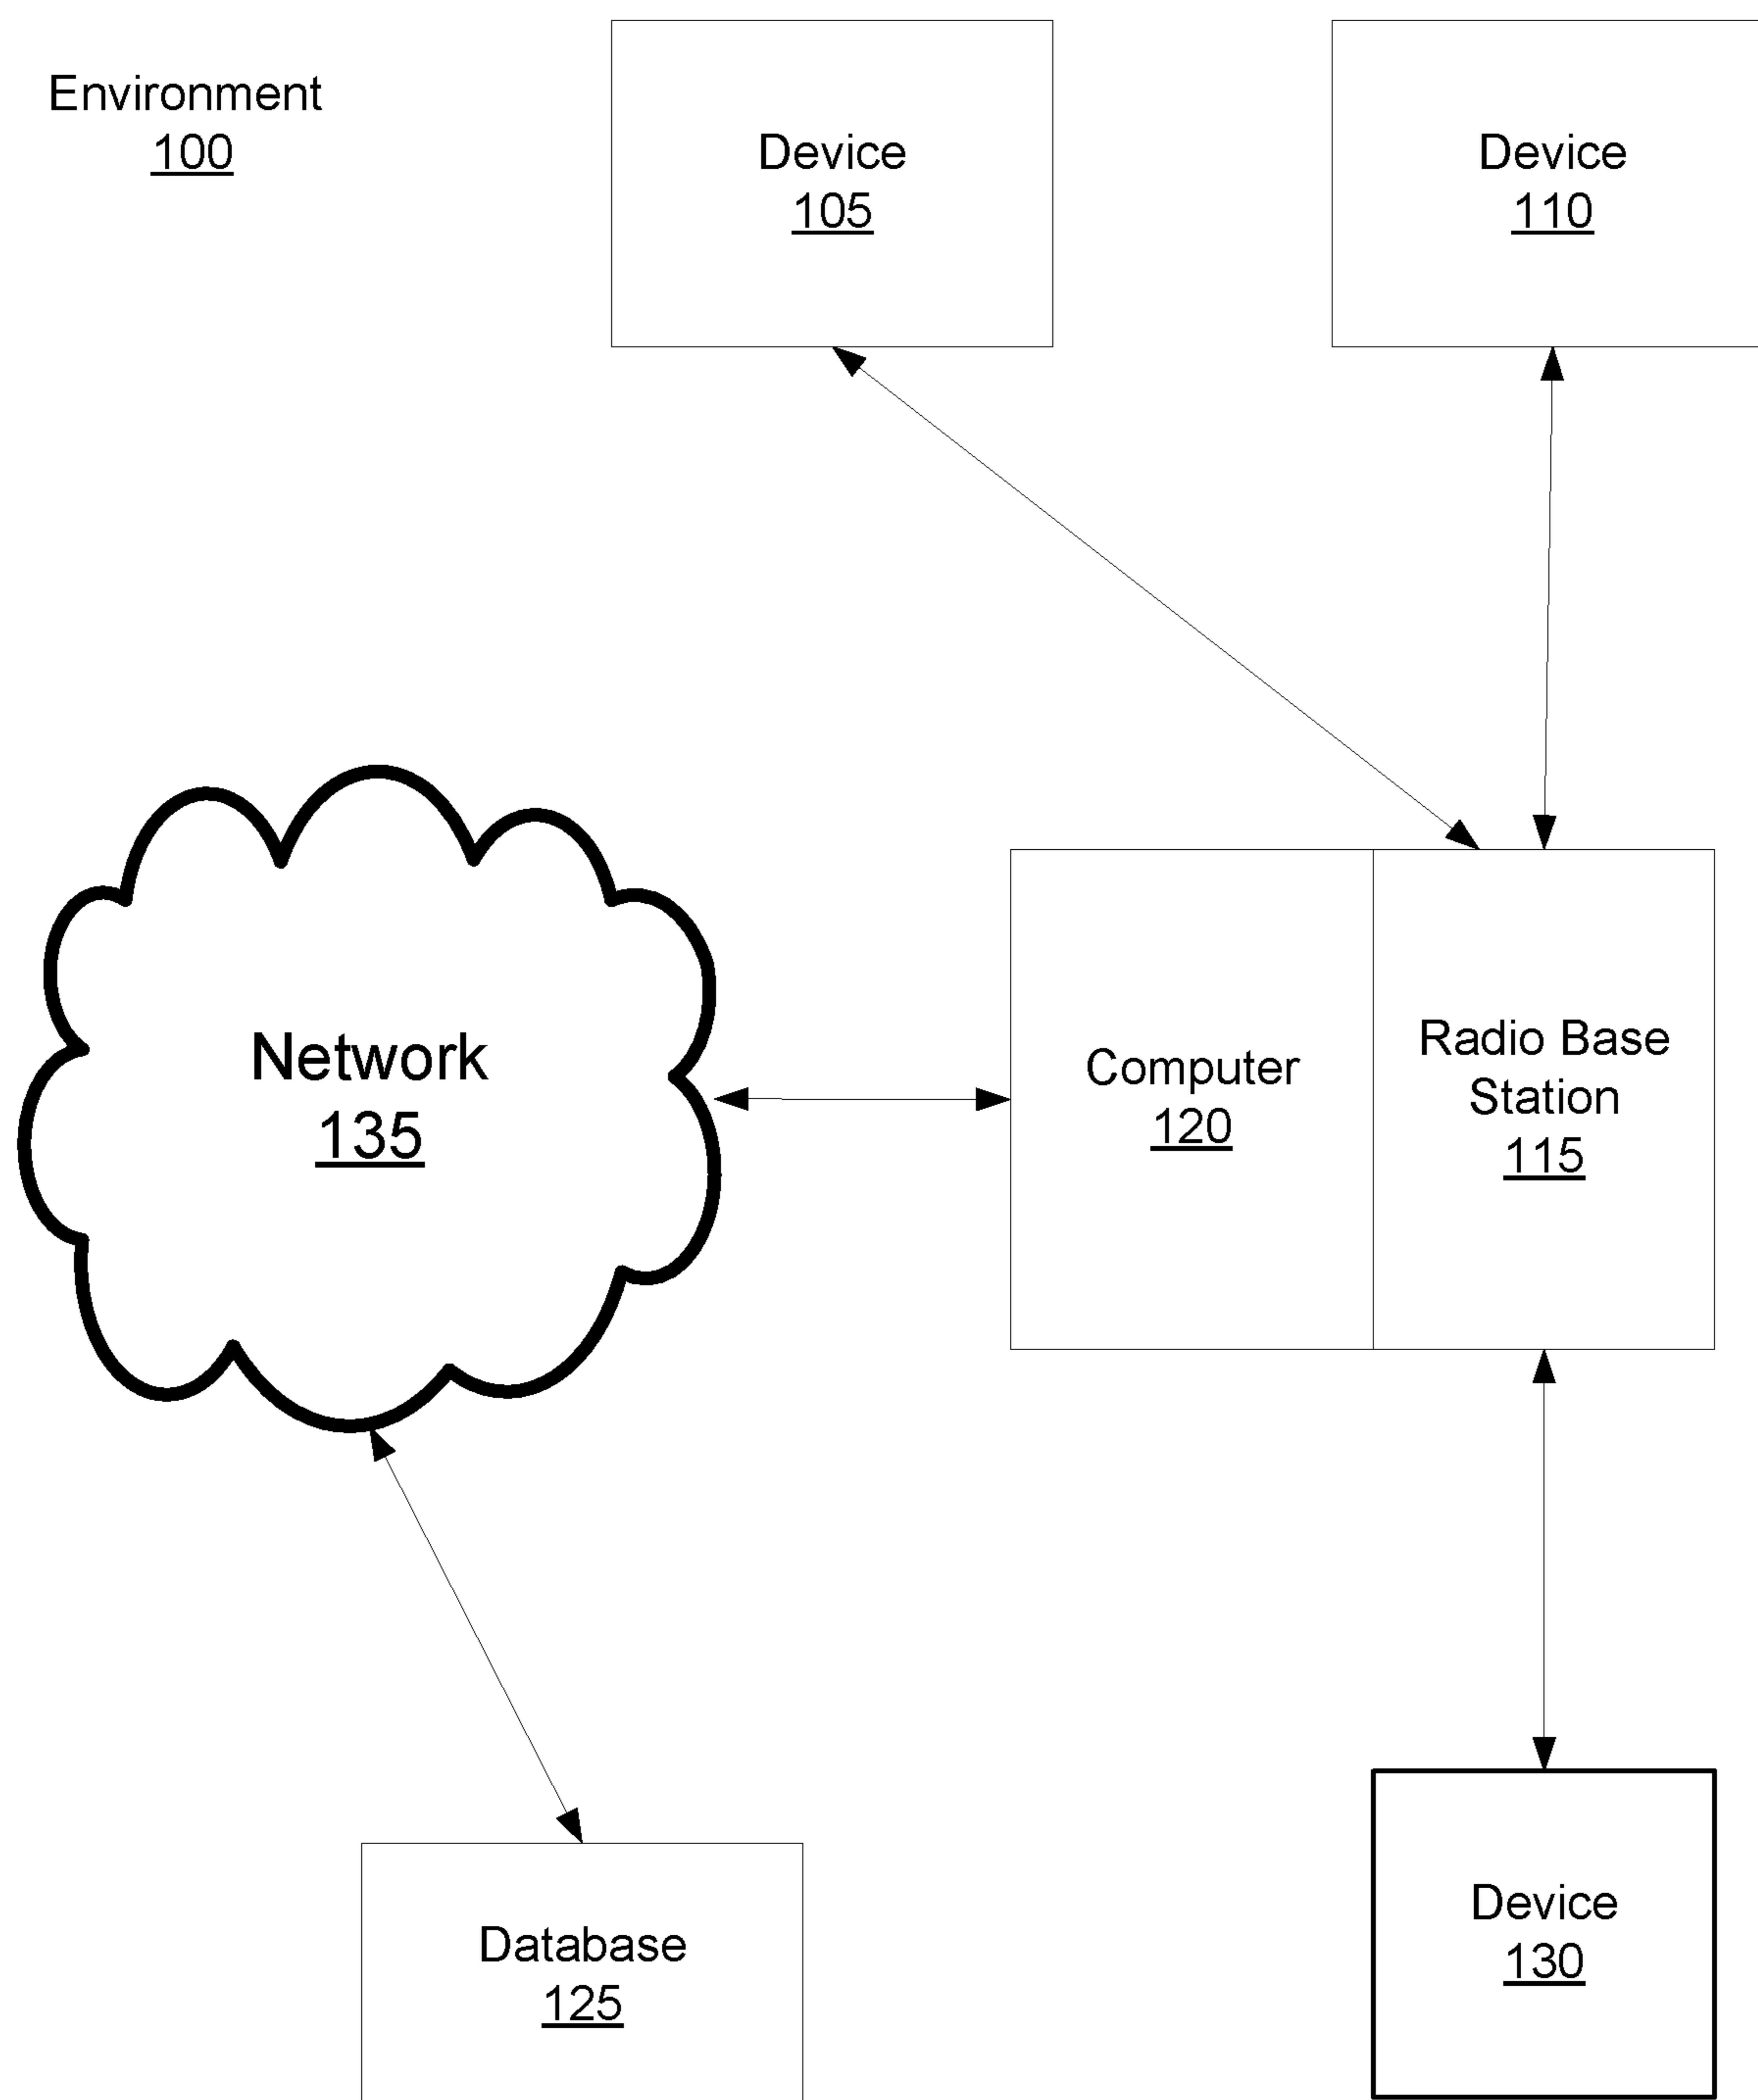 Environment
100
Device
105
Device
110
Network
135
Computer
120
Radio Base
Station
115
Database
125
Device
130